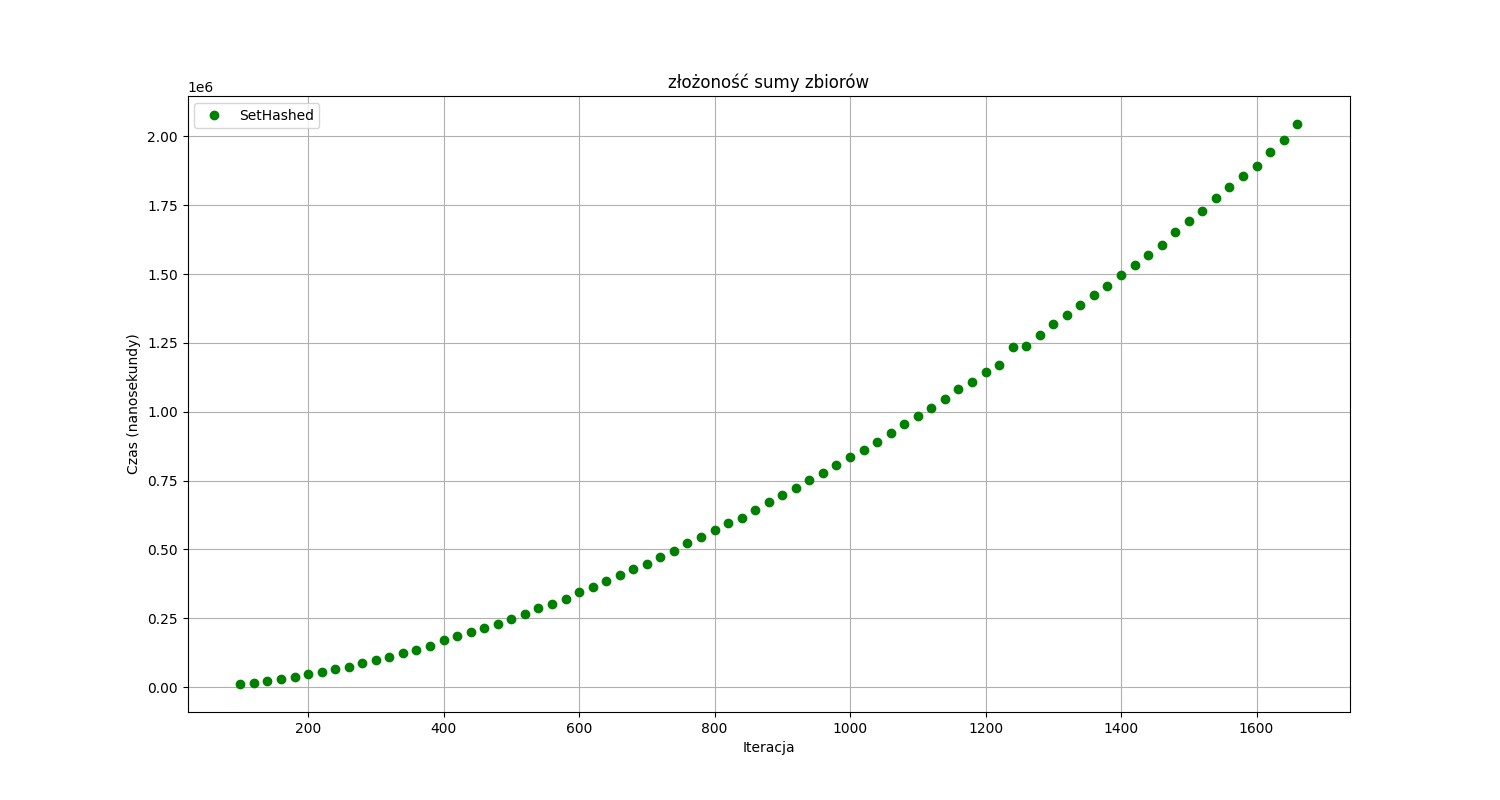 złożoność sumy zbiorów
1e6
SetHashed
2.00
1.75
1.50
1.25
1.00
0.75
0.50
0.25
0.00
Czas (nanosekundy)
200 400 600 800 1000 1200 1400 1600
Iteracja